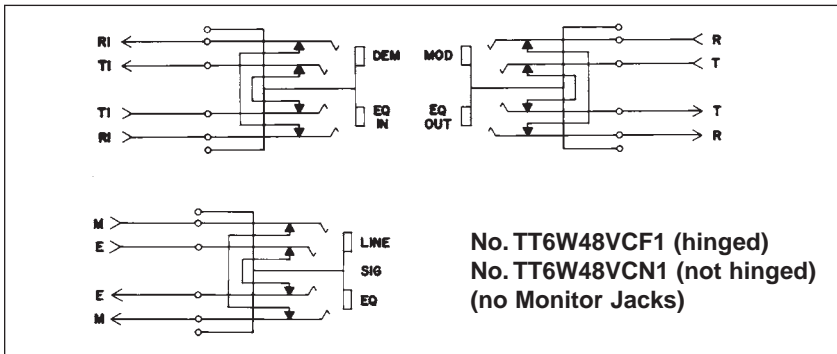 RI
TI
TI
RI
DEM
EQ
IN
MOD
EQ
OUT
R
T
T
R
M
E
E
M
LINE
SIG
EQ
No. TT6W48VCF1 (hinged)
No. TT6W48VCN1 (not hinged)
(no Monitor Jacks)